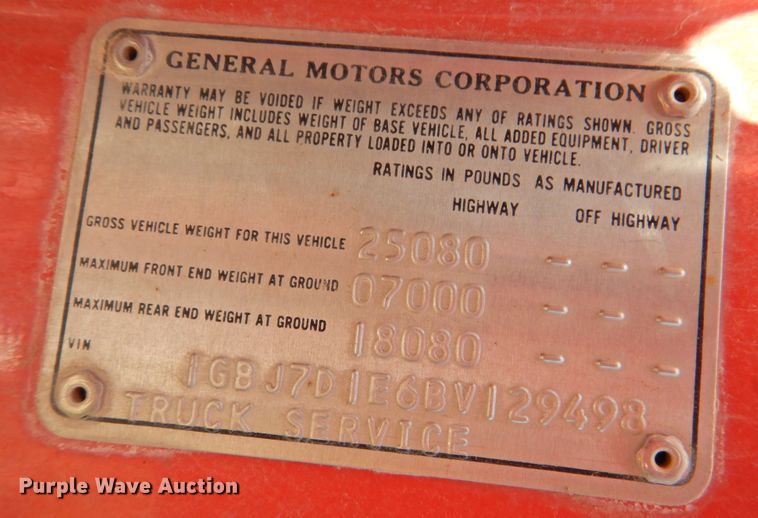 GENERAL MOTORS CORPORATION
WARRANTY MAY BE VOIDED IF WEIGHT EXCEEDS ANY OF RATINGS SHOWN. GROSS
VEHICLE WEIGHT INCLUDES WEIGHT OF BASE VEHICLE, ALL ADDED EQUIPMENT, DRIVER
AND PASSENGERS, AND ALL PROPERTY LOADED INTO OR ONTO VEHICLE.
RATINGS IN POUNDS AS MANUFACTURED
HIGHWAY OFF HIGHWAY
GROSS VEHICLE WEIGHT FOR THIS VEHICLE 25080 - - -
MAXIMUM FRONT END WEIGHT AT GROUND 07000 - - -
MAXIMUM REAR END WEIGHT AT GROUND 18080 - - -
VIN
1GBJ7D1E6BV129498
TRUCK SERVICE
Purple Wave Auction